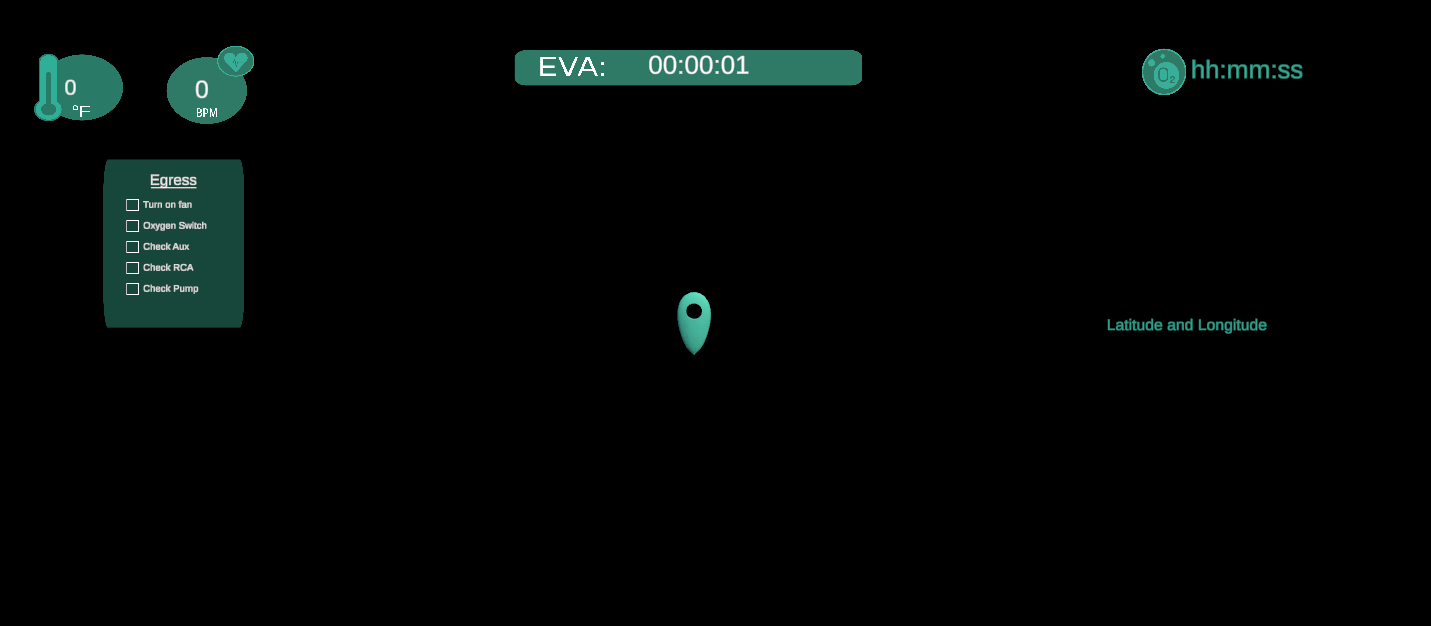 0
°F
0
BPM
EVA: 00:00:01
O₂
hh:mm:ss
Egress
Turn on fan
Oxygen Switch
Check Aux
Check RCA
Check Pump
Latitude and Longitude